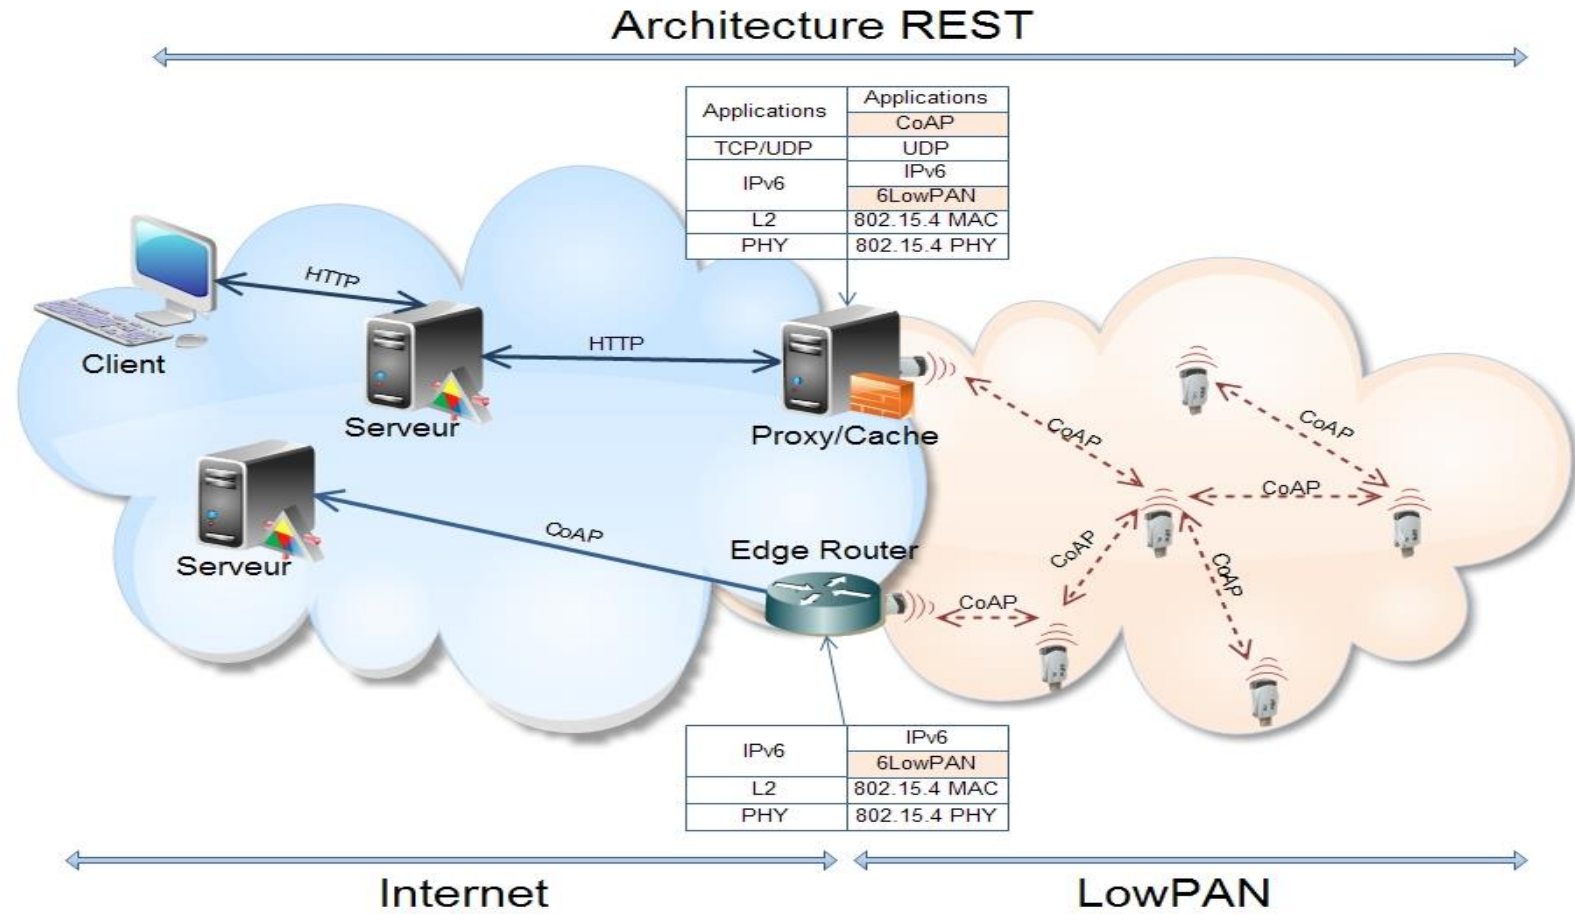 Architecture REST
Applications
Applications
CoAP
TCP/UDP
UDP
IPv6
IPv6
6LowPAN
L2
802.15.4 MAC
PHY
802.15.4 PHY
HTTP
Client
HTTP
Serveur
Proxy/Cache
CoAP
CoAP
CoAP
Serveur
CoAP
Edge Router
CoAP
CoAP
CoAP
IPv6
IPv6
6LowPAN
L2
802.15.4 MAC
PHY
802.15.4 PHY
Internet
LowPAN